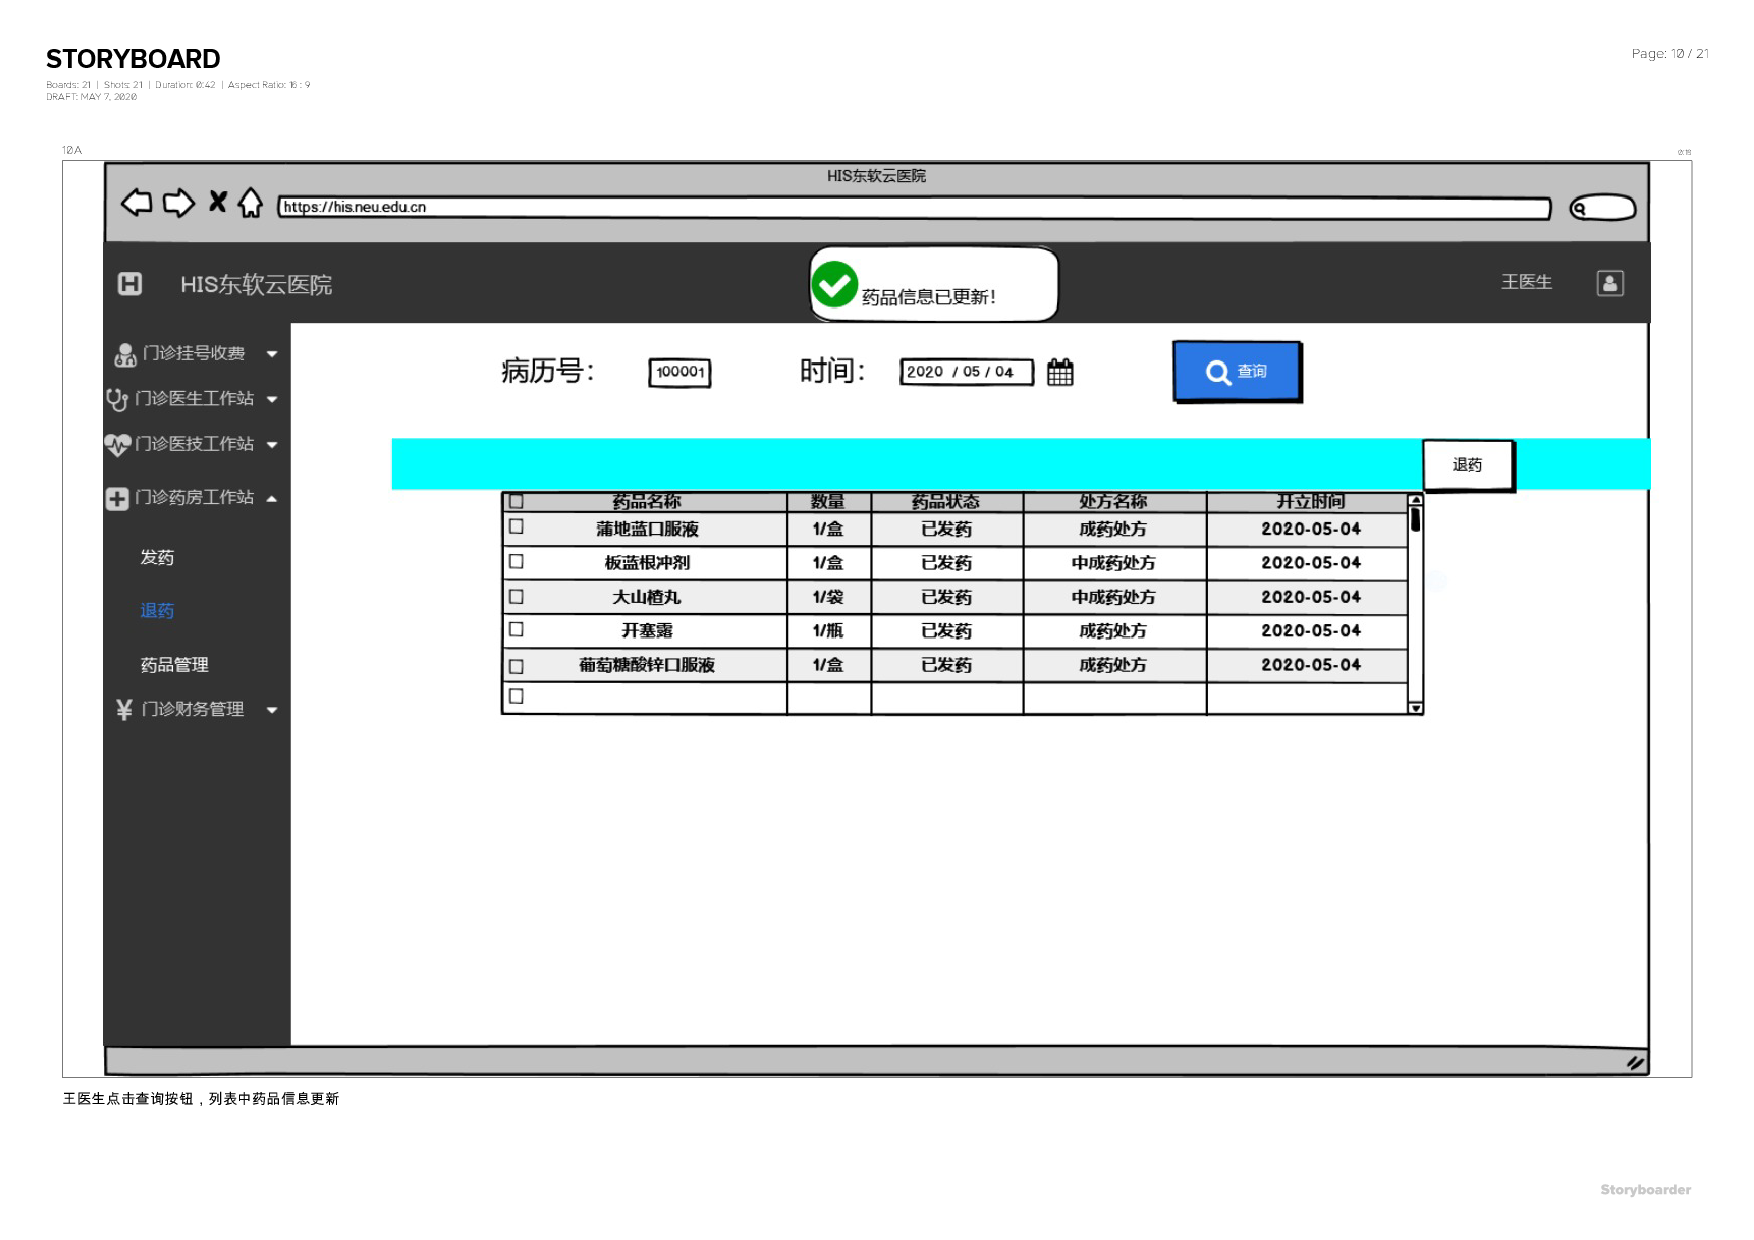 STORYBOARD
Page: 10 / 21
Boards: 21 | Shots: 21 | Duration: 0:42 | Aspect Ratio: 16 : 9
DRAFT: MAY 7, 2020
10A
HIS东软云医院
https://his.neu.edu.cn
HIS东软云医院
药品信息已更新!
王医生
门诊挂号收费
门诊医生工作站
门诊医技工作站
门诊药房工作站
发药
退药
药品管理
门诊财务管理
病历号: 100001 时间: 2020 / 05 / 04 查询
退药
药品名称 数量 药品状态 处方名称 开立时间
蒲地蓝口服液 1/盒 已发药 成药处方 2020-05-04
板蓝根冲剂 1/盒 已发药 中成药处方 2020-05-04
大山楂丸 1/袋 已发药 中成药处方 2020-05-04
开塞露 1/瓶 已发药 成药处方 2020-05-04
葡萄糖酸锌口服液 1/盒 已发药 成药处方 2020-05-04
王医生点击查询按钮，列表中药品信息更新
Storyboarder